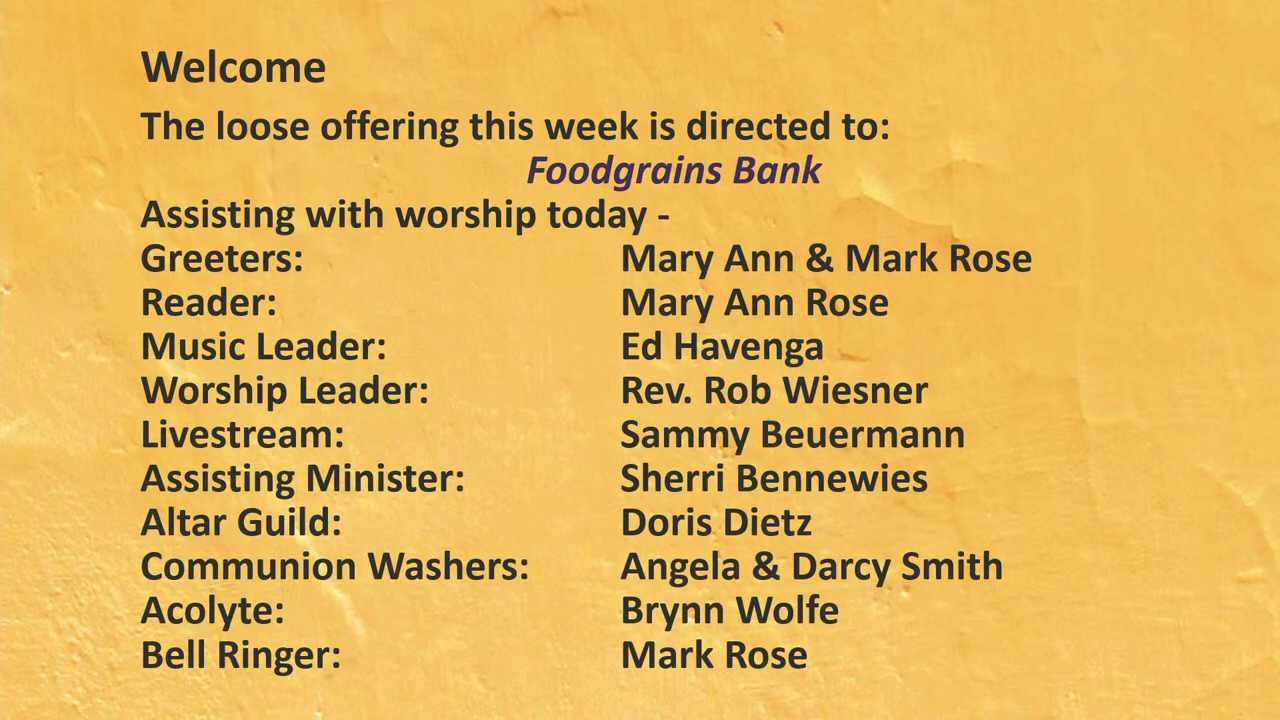 Welcome
The loose offering this week is directed to:
Foodgrains Bank
Assisting with worship today -
Greeters: Mary Ann & Mark Rose
Reader: Mary Ann Rose
Music Leader: Ed Havenga
Worship Leader: Rev. Rob Wiesner
Livestream: Sammy Beuermann
Assisting Minister: Sherri Bennewies
Altar Guild: Doris Dietz
Communion Washers: Angela & Darcy Smith
Acolyte: Brynn Wolfe
Bell Ringer: Mark Rose